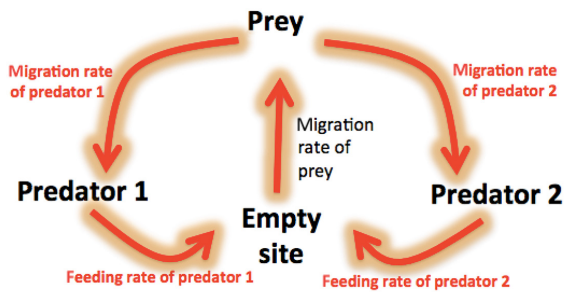 Prey
Migration rate
of predator 1
Migration rate
of predator 2
Migration
rate of
prey
Predator 1
Predator 2
Empty
site
Feeding rate of predator 1
Feeding rate of predator 2